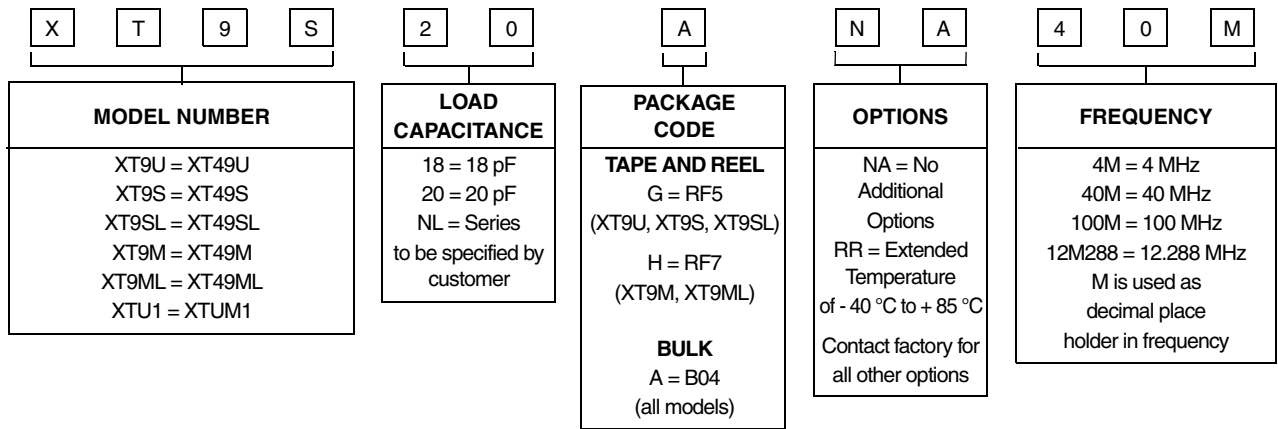 X T 9 S 2 0 A N A 4 0 M
MODEL NUMBER
XT9U = XT49U
XT9S = XT49S
XT9SL = XT49SL
XT9M = XT49M
XT9ML = XT49ML
XTU1 = XTUM1
LOAD
CAPACITANCE
18 = 18 pF
20 = 20 pF
NL = Series
to be specified by
customer
PACKAGE
CODE
TAPE AND REEL
G = RF5
(XT9U, XT9S, XT9SL)
H = RF7
(XT9M, XT9ML)
BULK
A = B04
(all models)
OPTIONS
NA = No
Additional
Options
RR = Extended
Temperature
of - 40 °C to + 85 °C
Contact factory for
all other options
FREQUENCY
4M = 4 MHz
40M = 40 MHz
100M = 100 MHz
12M288 = 12.288 MHz
M is used as
decimal place
holder in frequency